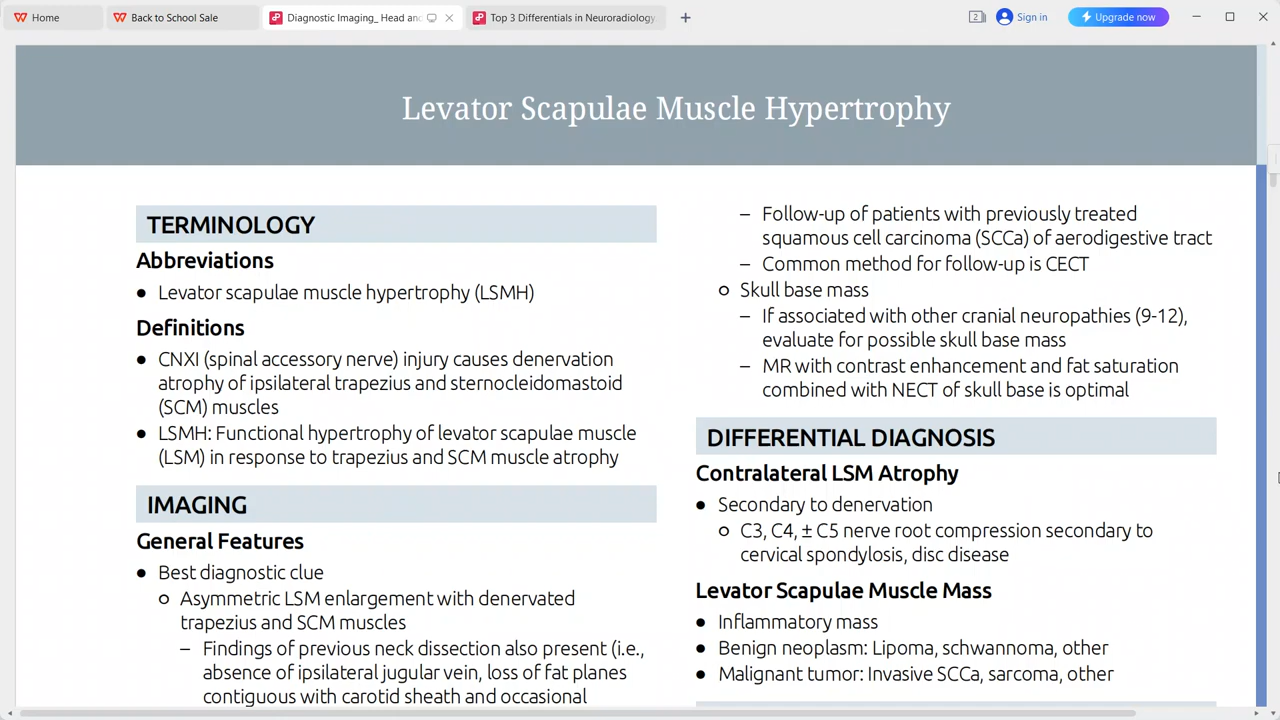 Home
Back to School Sale
Diagnostic Imaging_ Head an
Top 3 Differentials in Neuroradiology
2
Sign in
Upgrade now
Levator Scapulae Muscle Hypertrophy
TERMINOLOGY
Abbreviations
● Levator scapulae muscle hypertrophy (LSMH)
Definitions
● CNXI (spinal accessory nerve) injury causes denervation
atrophy of ipsilateral trapezius and sternocleidomastoid
(SCM) muscles
● LSMH: Functional hypertrophy of levator scapulae muscle
(LSM) in response to trapezius and SCM muscle atrophy
IMAGING
General Features
● Best diagnostic clue
○ Asymmetric LSM enlargement with denervated
trapezius and SCM muscles
– Findings of previous neck dissection also present (i.e.,
absence of ipsilateral jugular vein, loss of fat planes
contiguous with carotid sheath and occasional
– Follow-up of patients with previously treated
squamous cell carcinoma (SCCa) of aerodigestive tract
– Common method for follow-up is CECT
○ Skull base mass
– If associated with other cranial neuropathies (9-12),
evaluate for possible skull base mass
– MR with contrast enhancement and fat saturation
combined with NECT of skull base is optimal
DIFFERENTIAL DIAGNOSIS
Contralateral LSM Atrophy
● Secondary to denervation
○ C3, C4, ± C5 nerve root compression secondary to
cervical spondylosis, disc disease
Levator Scapulae Muscle Mass
● Inflammatory mass
● Benign neoplasm: Lipoma, schwannoma, other
● Malignant tumor: Invasive SCCa, sarcoma, other